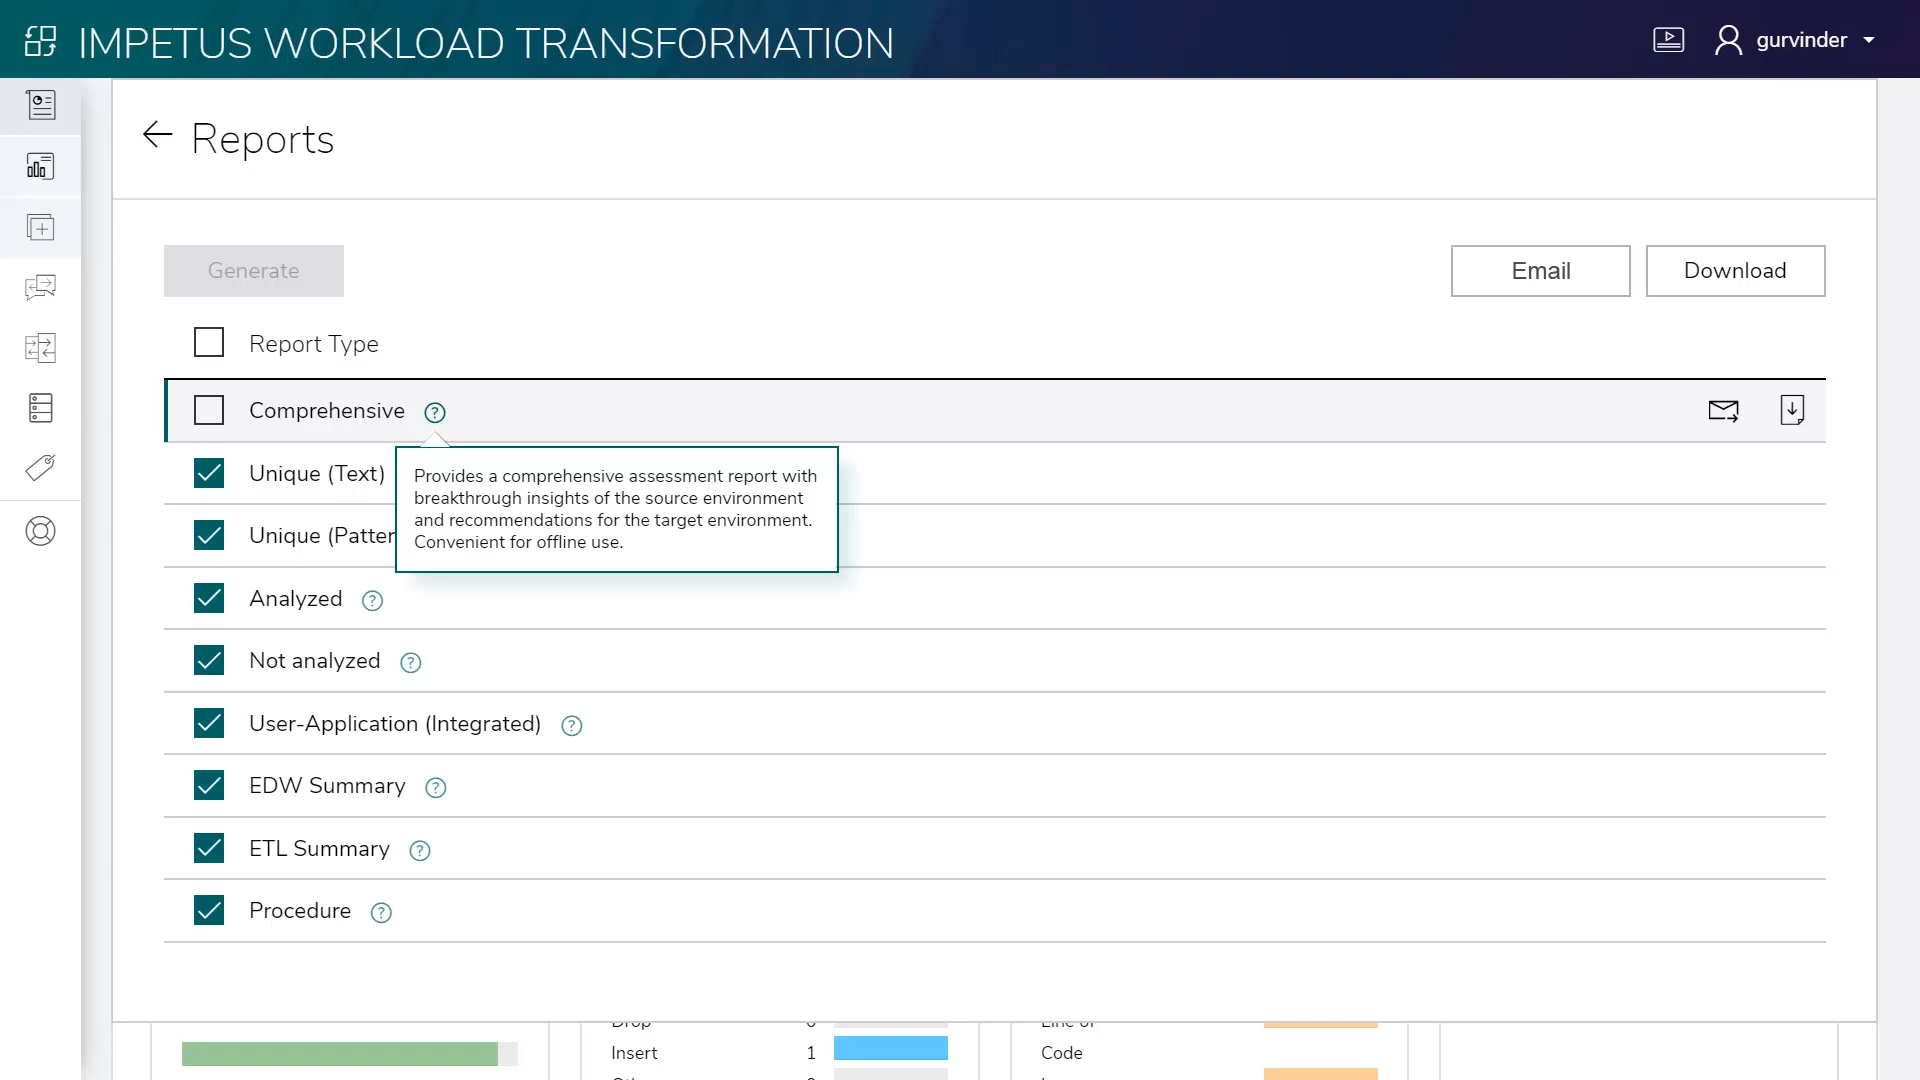 IMPETUS WORKLOAD TRANSFORMATION
gurvinder
Reports
Generate
Email
Download
Report Type
Comprehensive ?
Unique (Text)
Provides a comprehensive assessment report with
breakthrough insights of the source environment
and recommendations for the target environment.
Convenient for offline use.
Unique (Patter
Analyzed ?
Not analyzed ?
User-Application (Integrated) ?
EDW Summary ?
ETL Summary ?
Procedure ?
Insert 1
Code